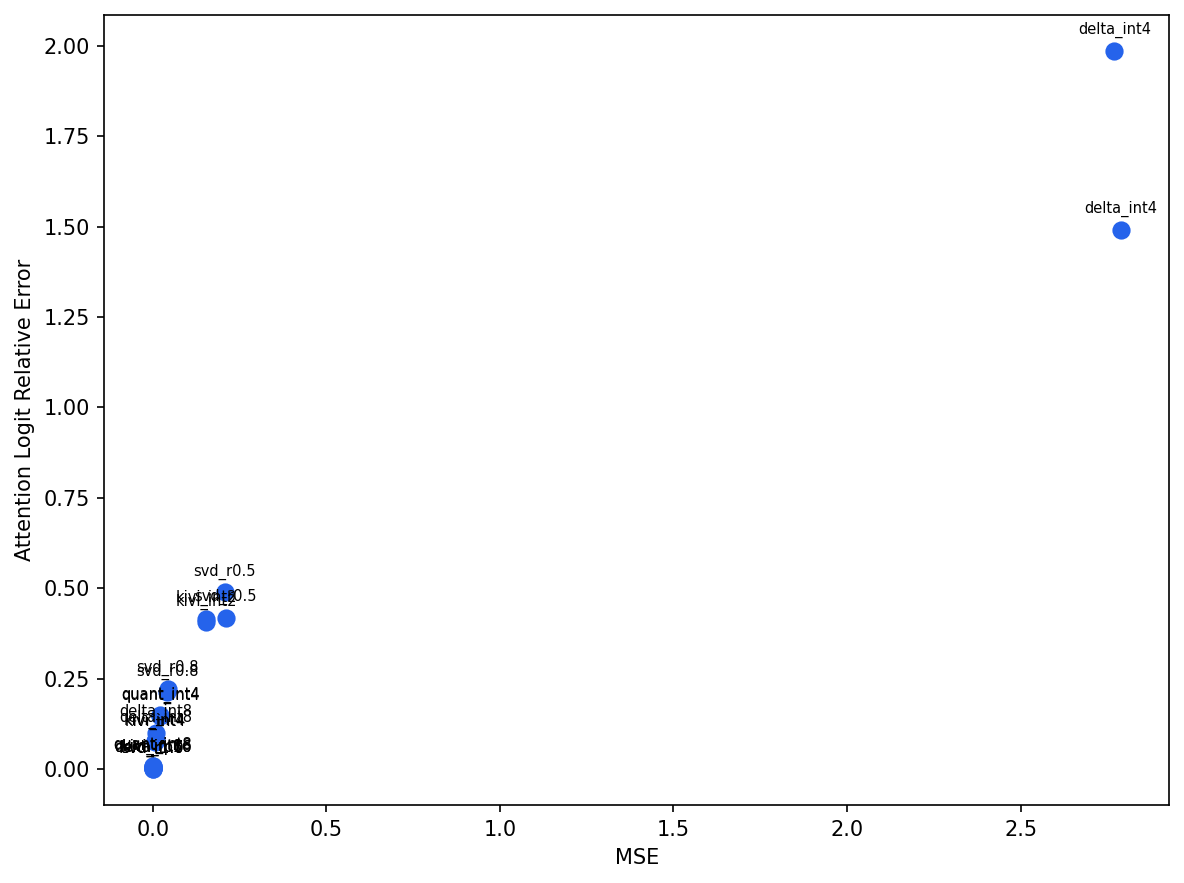 delta_int4
delta_int4
svd_r0.5
svd_r0.5
kivi_int2
svd_r0.8
svd_r0.8
quant_int4
delta_int8
kivi_int4
2.00
1.75
1.50
1.25
1.00
0.75
0.50
0.25
0.00
Attention Logit Relative Error
0.0
0.5
1.0
1.5
2.0
2.5
MSE